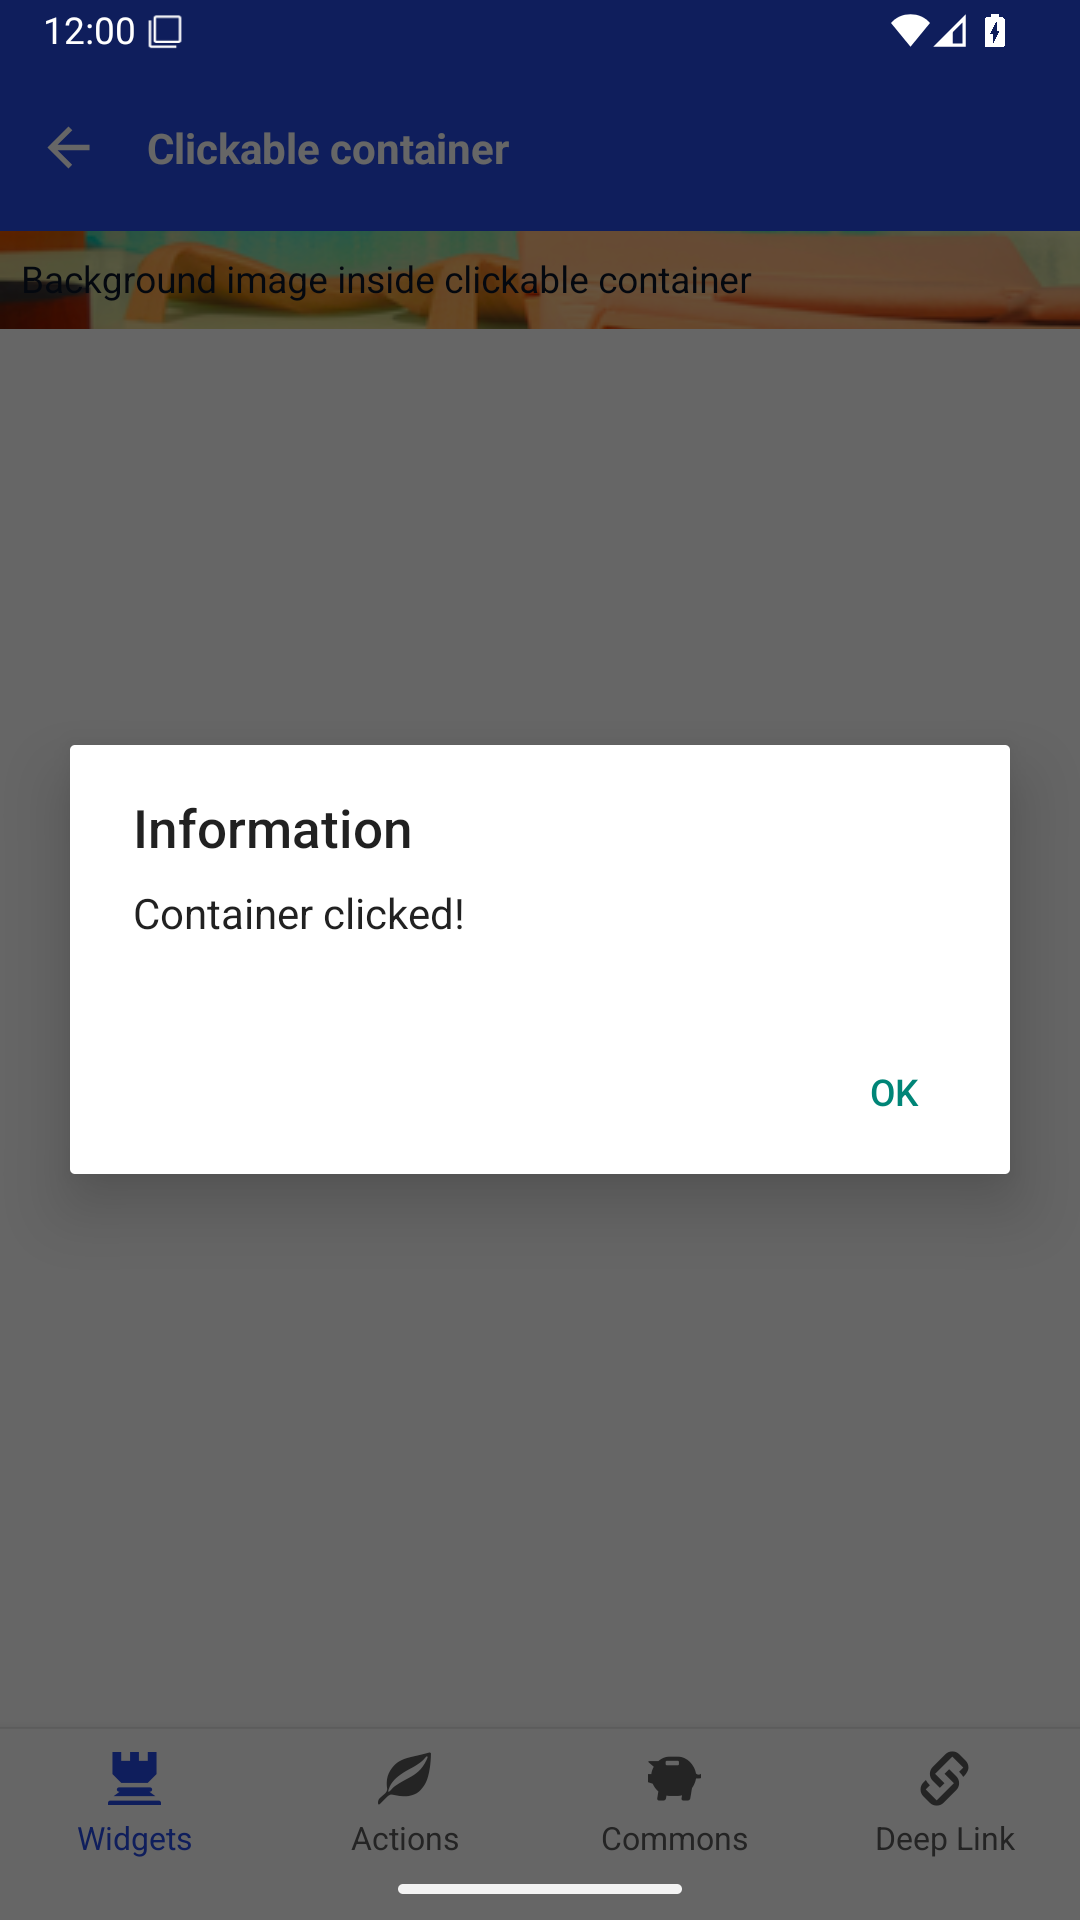 12:00
Clickable container
Background image inside clickable container
Information
Container clicked!
OK
Widgets
Actions
Commons
Deep Link